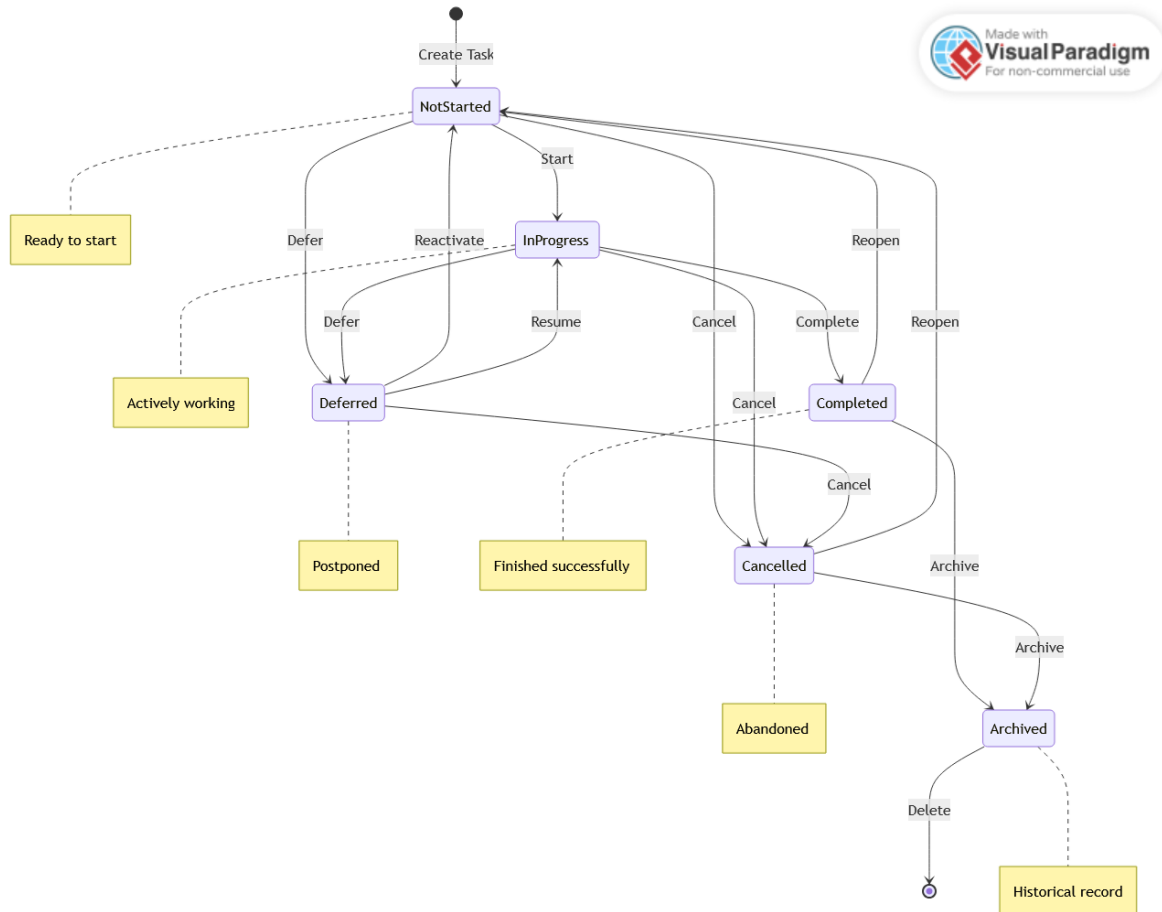 Made with
VisualParadigm
For non-commercial use
Create Task
NotStarted
Start
Ready to start
Defer
Reactivate
InProgress
Reopen
Defer
Resume
Cancel
Complete
Reopen
Actively working
Deferred
Cancel
Completed
Cancel
Postponed
Finished successfully
Cancelled
Archive
Archive
Abandoned
Archived
Delete
Historical record